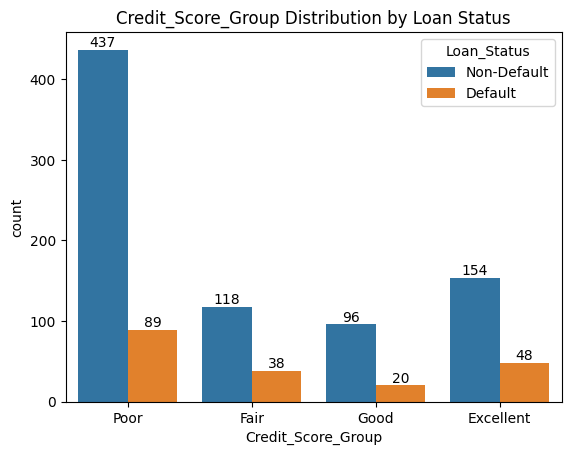 Credit_Score_Group Distribution by Loan Status
Loan_Status
Non-Default
Default
count
400
300
200
100
0
437
89
118
38
96
20
154
48
Poor Fair Good Excellent
Credit_Score_Group